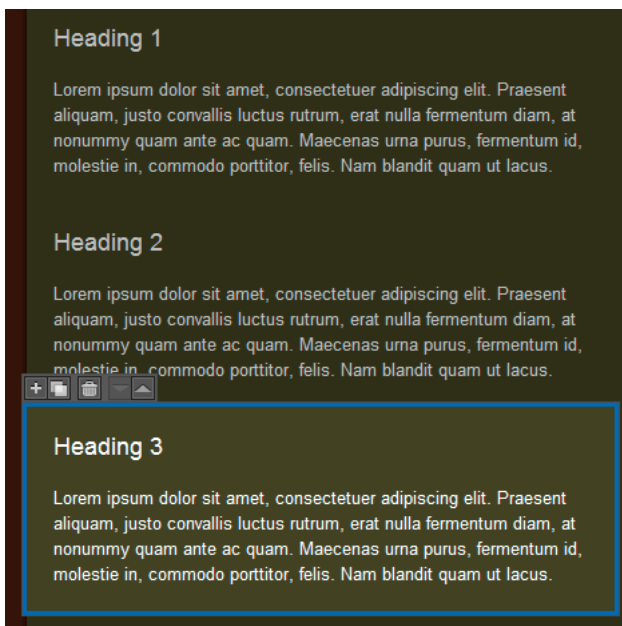 Heading 1
Lorem ipsum dolor sit amet, consectetuer adipiscing elit. Praesent
aliquam, justo convallis luctus rutrum, erat nulla fermentum diam, at
nonummy quam ante ac quam. Maecenas urna purus, fermentum id,
molestie in, commodo porttitor, felis. Nam blandit quam ut lacus.
Heading 2
Lorem ipsum dolor sit amet, consectetuer adipiscing elit. Praesent
aliquam, justo convallis luctus rutrum, erat nulla fermentum diam, at
nonummy quam ante ac quam. Maecenas urna purus, fermentum id,
molestie in, commodo porttitor, felis. Nam blandit quam ut lacus.
Heading 3
Lorem ipsum dolor sit amet, consectetuer adipiscing elit. Praesent
aliquam, justo convallis luctus rutrum, erat nulla fermentum diam, at
nonummy quam ante ac quam. Maecenas urna purus, fermentum id,
molestie in, commodo porttitor, felis. Nam blandit quam ut lacus.